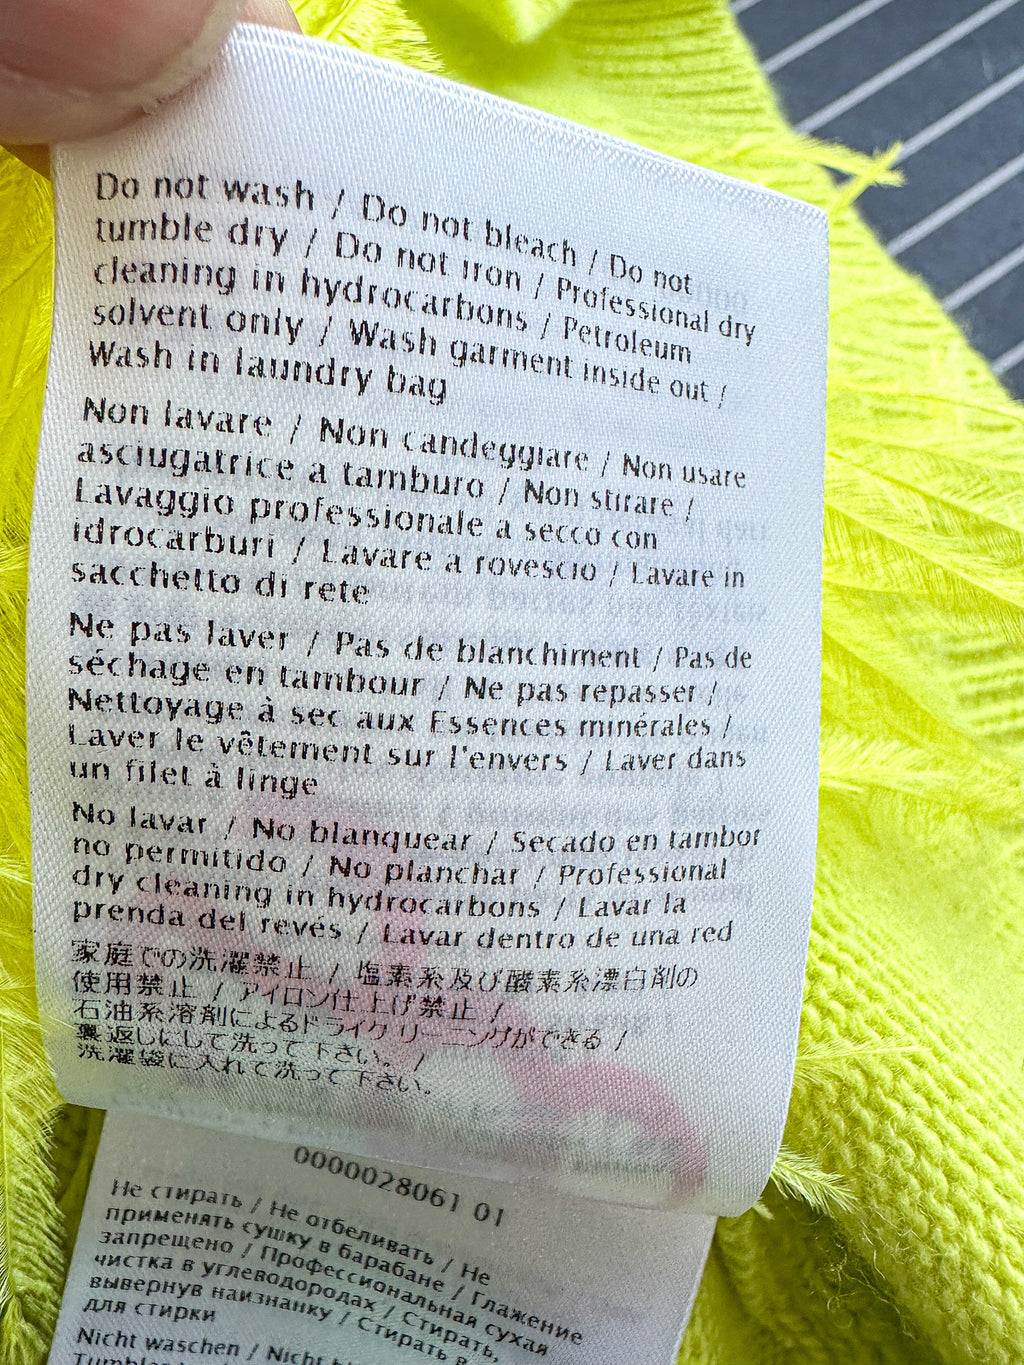 Do not wash / Do not bleach / Do not
tumble dry / Do not iron / Professional dry
cleaning in hydrocarbons / Petroleum
solvent only / Wash garment inside out /
Wash in laundry bag
Non lavare / Non candeggiare / Non usare
asciugatrice a tamburo / Non stirare /
Lavaggio professionale a secco con
idrocarburi / Lavare a rovescio / Lavare in
sacchetto di rete
Ne pas laver / Pas de blanchiment / Pas de
séchage en tambour / Ne pas repasser /
Nettoyage à sec aux Essences minérales /
Laver le vêtement sur l'envers / Laver dans
un filet à linge
No lavar / No blanquear / Secado en tambor
no permitido / No planchar / Professional
dry cleaning in hydrocarbons / Lavar la
prenda del revés / Lavar dentro de una red
家庭での洗濯禁止 / 塩素系及び酸素系漂白剤の
使用禁止 / アイロン仕上げ禁止 /
石油系溶剤によるドライクリーニングができる /
裏返しにして洗って下さい。 /
洗濯袋に入れて洗って下さい。
0000028061 01
Не стирать / Не отбеливать / Не
применять сушку в барабане / Глажение
запрещено / Профессиональная сухая
чистка в углеводородах / Стирать,
вывернув наизнанку / Стирать в
для стирки
Nicht waschen / Nicht